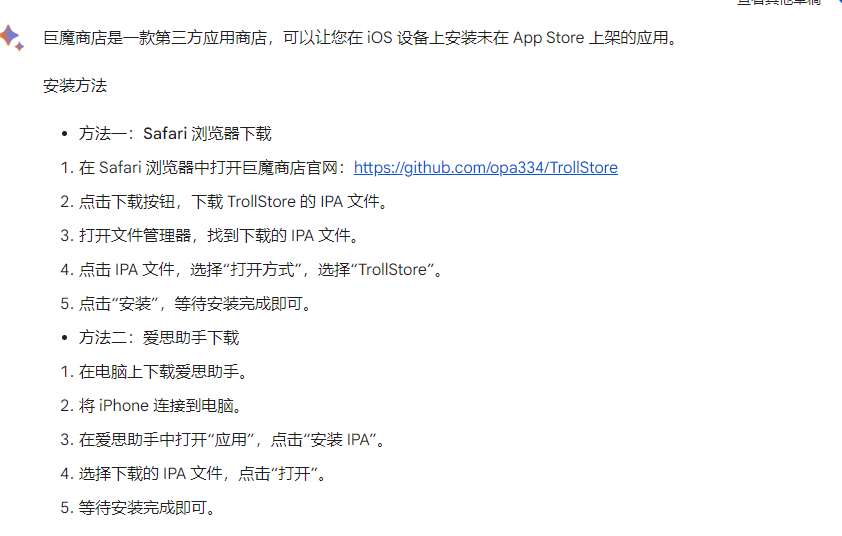 巨魔商店是一款第三方应用商店，可以让您在 iOS 设备上安装未在 App Store 上架的应用。
安装方法
• 方法一：Safari 浏览器下载
1. 在 Safari 浏览器中打开巨魔商店官网：https://github.com/opa334/TrollStore
2. 点击下载按钮，下载 TrollStore 的 IPA 文件。
3. 打开文件管理器，找到下载的 IPA 文件。
4. 点击 IPA 文件，选择“打开方式”，选择“TrollStore”。
5. 点击“安装”，等待安装完成即可。
• 方法二：爱思助手下载
1. 在电脑上下载爱思助手。
2. 将 iPhone 连接到电脑。
3. 在爱思助手中打开“应用”，点击“安装 IPA”。
4. 选择下载的 IPA 文件，点击“打开”。
5. 等待安装完成即可。